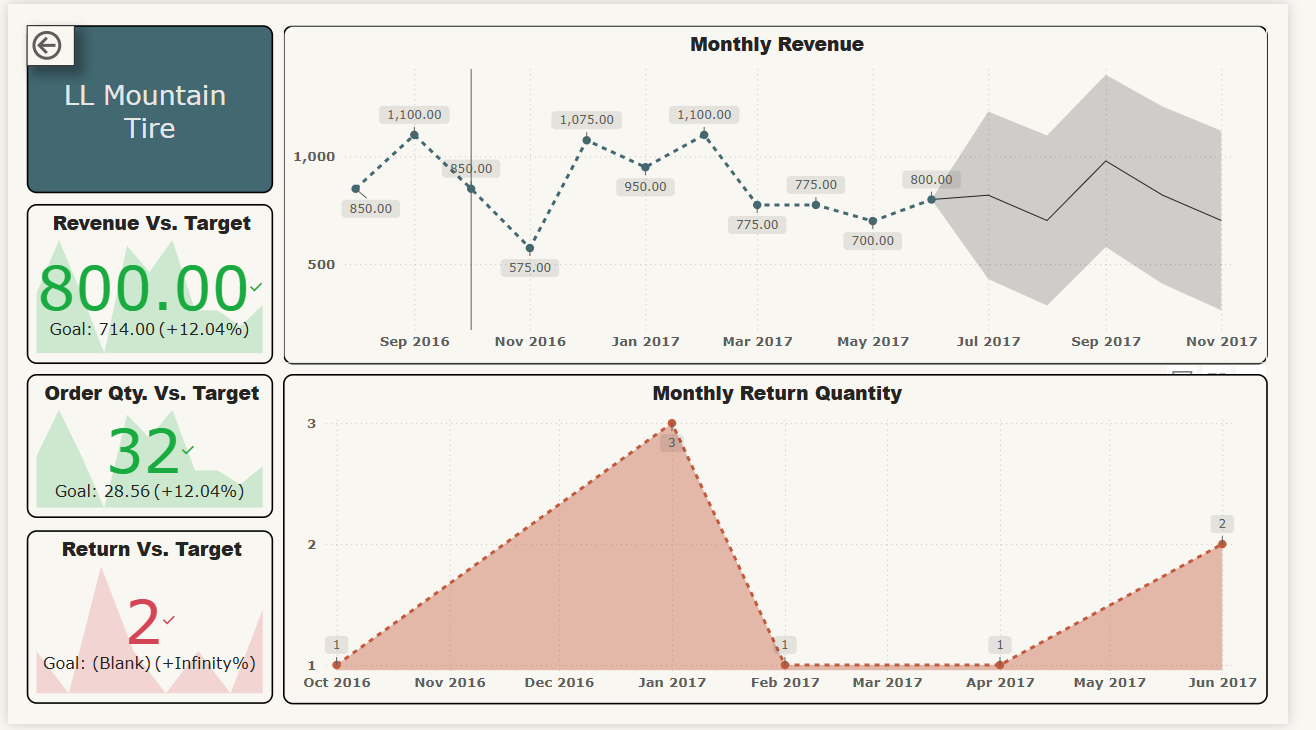 LL Mountain
Tire
Revenue Vs. Target
800.00
Goal: 714.00 (+12.04%)
Order Qty. Vs. Target
32
Goal: 28.56 (+12.04%)
Return Vs. Target
2
Goal: (Blank) (+Infinity%)
Monthly Revenue
1,100.00
1,075.00
1,100.00
1,000
850.00
950.00
775.00
800.00
850.00
775.00
700.00
575.00
500
Sep 2016
Nov 2016
Jan 2017
Mar 2017
May 2017
Jul 2017
Sep 2017
Nov 2017
Monthly Return Quantity
3
3
2
2
1
1
1
1
Oct 2016
Nov 2016
Dec 2016
Jan 2017
Feb 2017
Mar 2017
Apr 2017
May 2017
Jun 2017